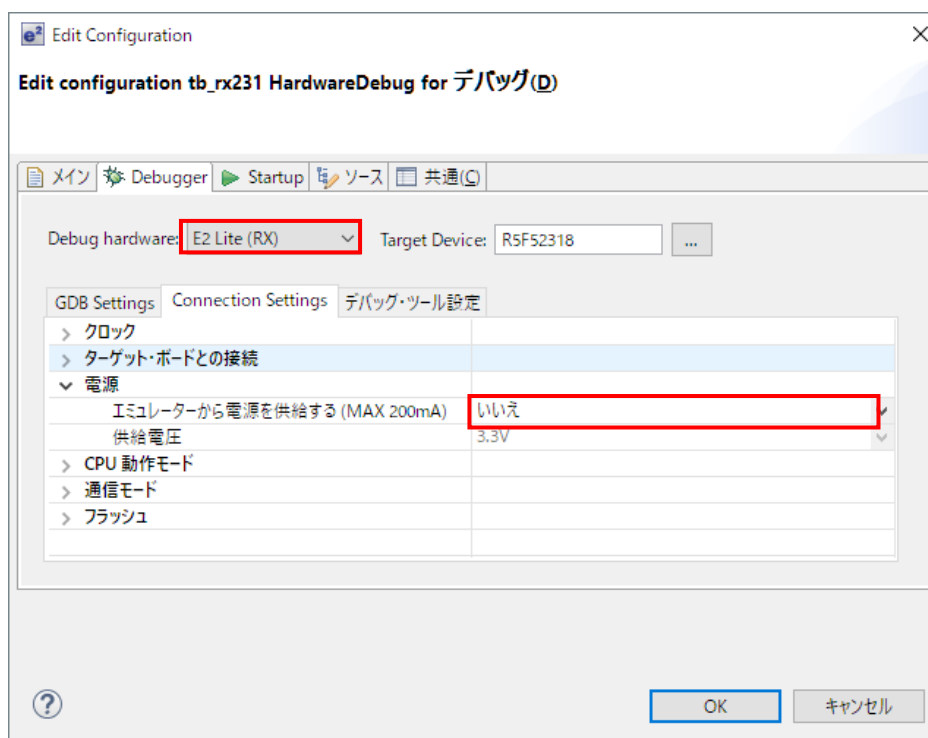 e² Edit Configuration
Edit configuration tb_rx231 HardwareDebug for デバッグ(D)
メイン Debugger Startup ソース 共通(C)
Debug hardware: E2 Lite (RX) Target Device: R5F52318 ...
GDB Settings Connection Settings デバッグ・ツール設定
クロック
ターゲット・ボードとの接続
電源
エミュレーターから電源を供給する (MAX 200mA) いいえ
供給電圧 3.3V
CPU 動作モード
通信モード
フラッシュ
? OK キャンセル